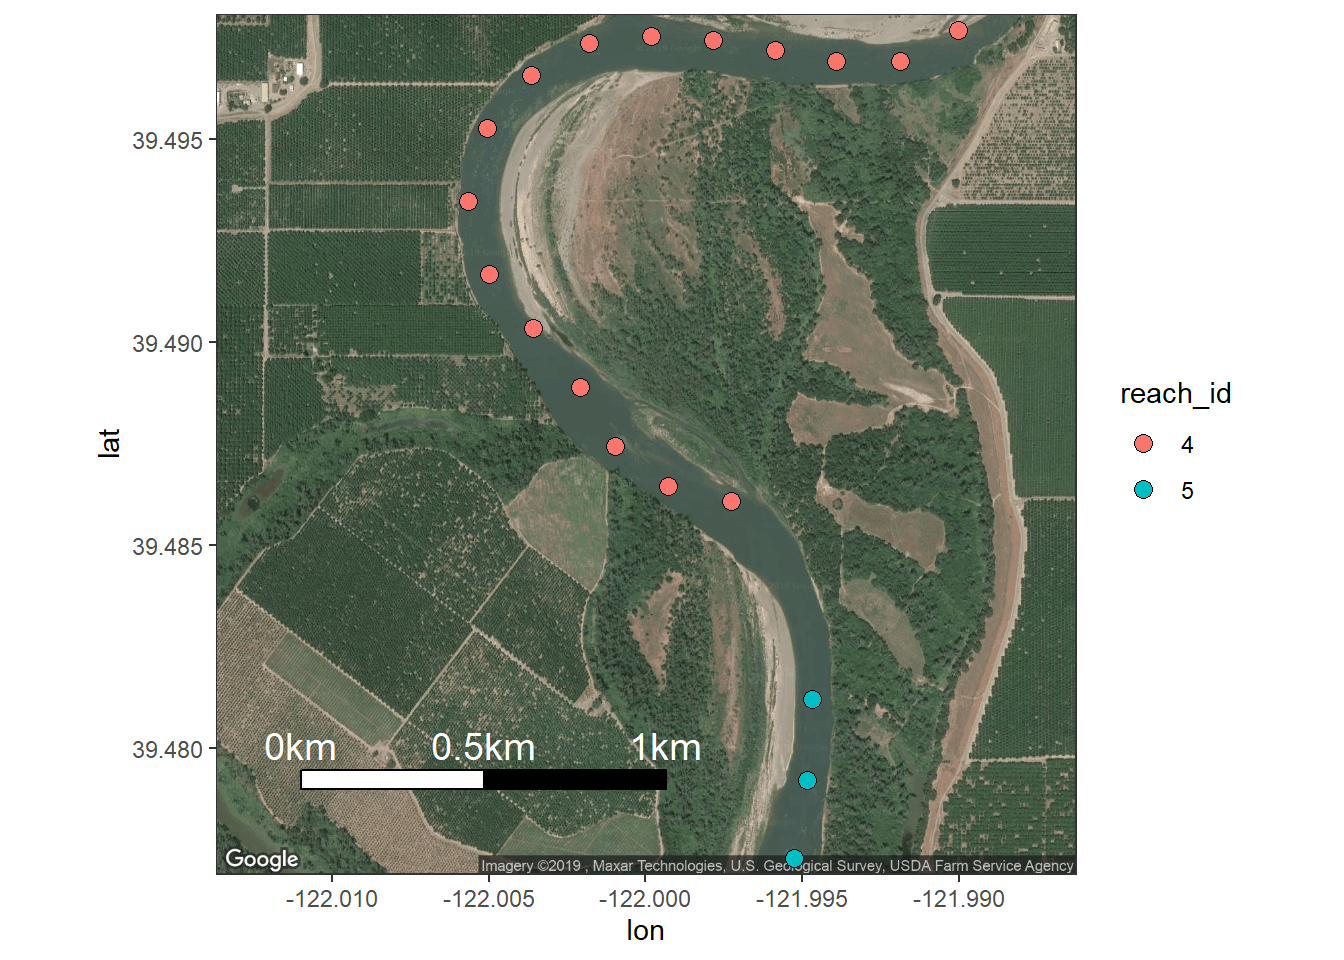 39.495
39.490
39.485
39.480
lat
0km 0.5km 1km
Google
Imagery ©2019 , Maxar Technologies, U.S. Geological Survey, USDA Farm Service Agency
-122.010 -122.005 -122.000 -121.995 -121.990
lon
reach_id
4
5